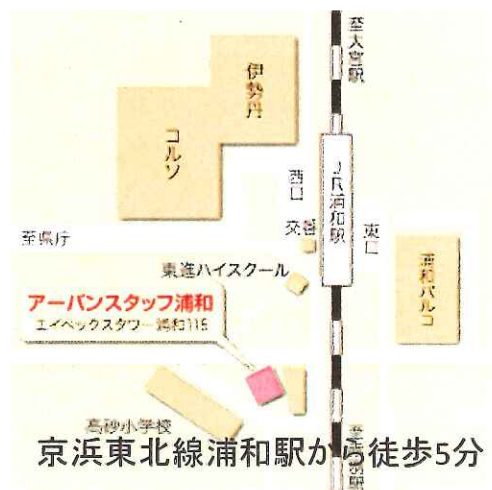 至大宮駅
伊勢丹
コルソ
JR浦和駅
西口
東口
交番
至県庁
東進ハイスクール
浦和パルコ
アーバンスタッフ浦和
エイペックスタワー浦和115
高砂小学校
京浜東北線浦和駅から徒歩5分